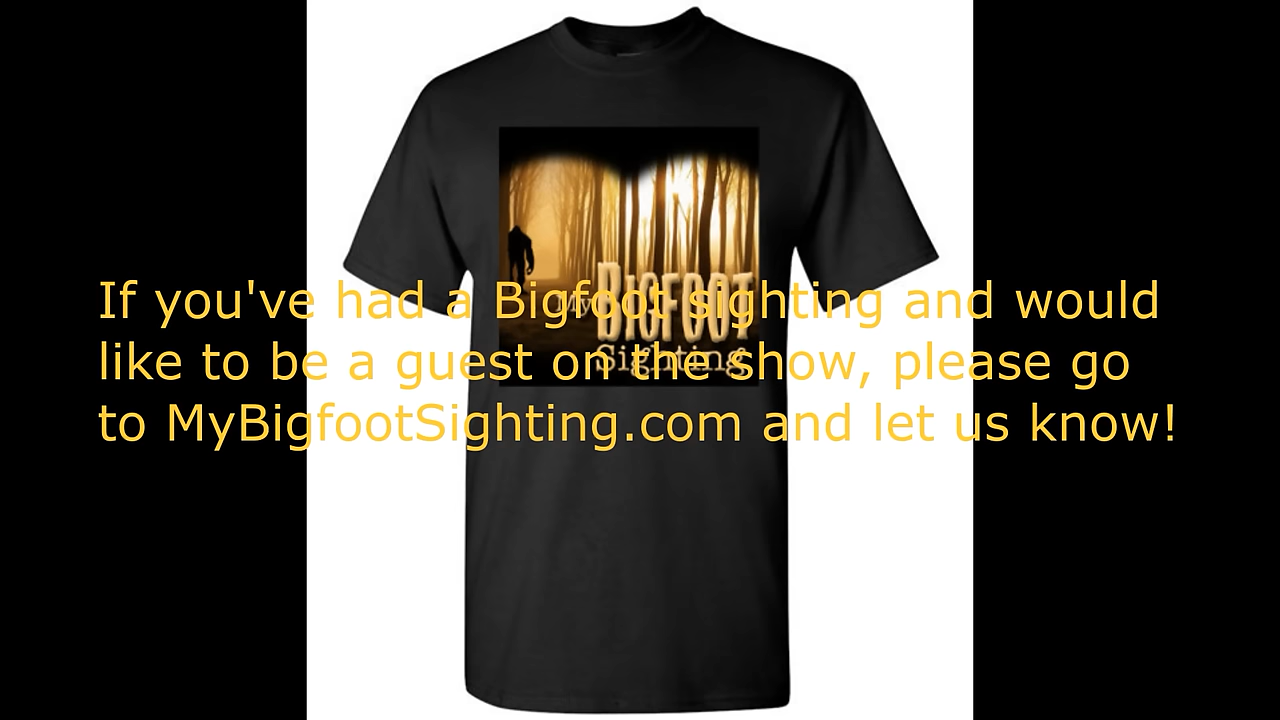 If you've had a Bigfoot sighting and would
like to be a guest on the show, please go
to MyBigfootSighting.com and let us know!
My BIGFOOT
Sighting